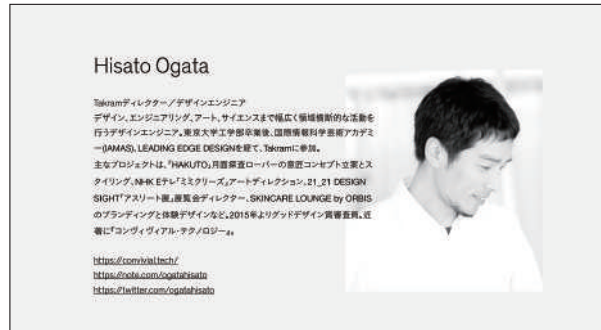 Hisato Ogata
Takramディレクター／デザインエンジニア
デザイン、エンジニアリング、アート、サイエンスまで幅広く領域横断的な活動を
行うデザインエンジニア。東京大学工学部卒業後、国際情報科学芸術アカデミ
ー(IAMAS)、LEADING EDGE DESIGNを経て、Takramに参加。
主なプロジェクトは、「HAKUTO」月面探査ローバーの意匠コンセプト立案とス
タイリング、NHK Eテレ「ミミクリーズ」アートディレクション、21_21 DESIGN
SIGHT「アスリート展」展覧会ディレクター、SKINCARE LOUNGE by ORBIS
のブランディングと体験デザインなど。2015年よりグッドデザイン賞審査員。近
著に『コンヴィヴィアル・テクノロジー』。
https://convivial.tech/
https://note.com/ogatahisato
https://twitter.com/ogatahisato